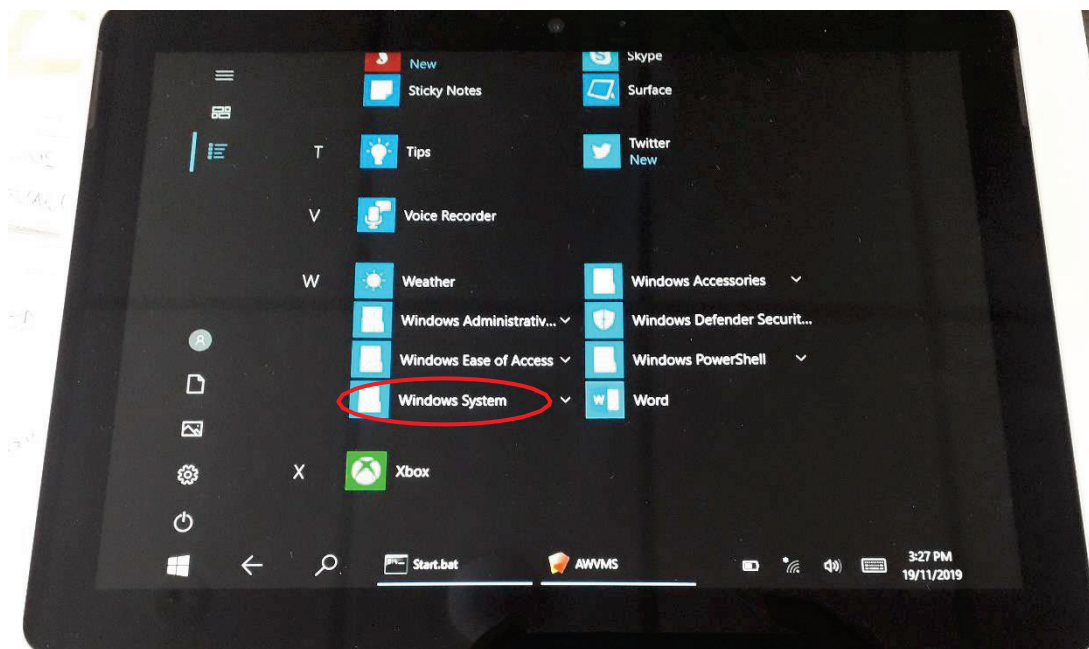 New
Skype
Sticky Notes
Surface
T
Tips
Twitter
New
V
Voice Recorder
W
Weather
Windows Accessories
Windows Administrativ...
Windows Defender Securit...
Windows Ease of Access
Windows PowerShell
Windows System
Word
X
Xbox
Start.bat
AWVMS
3:27 PM
19/11/2019